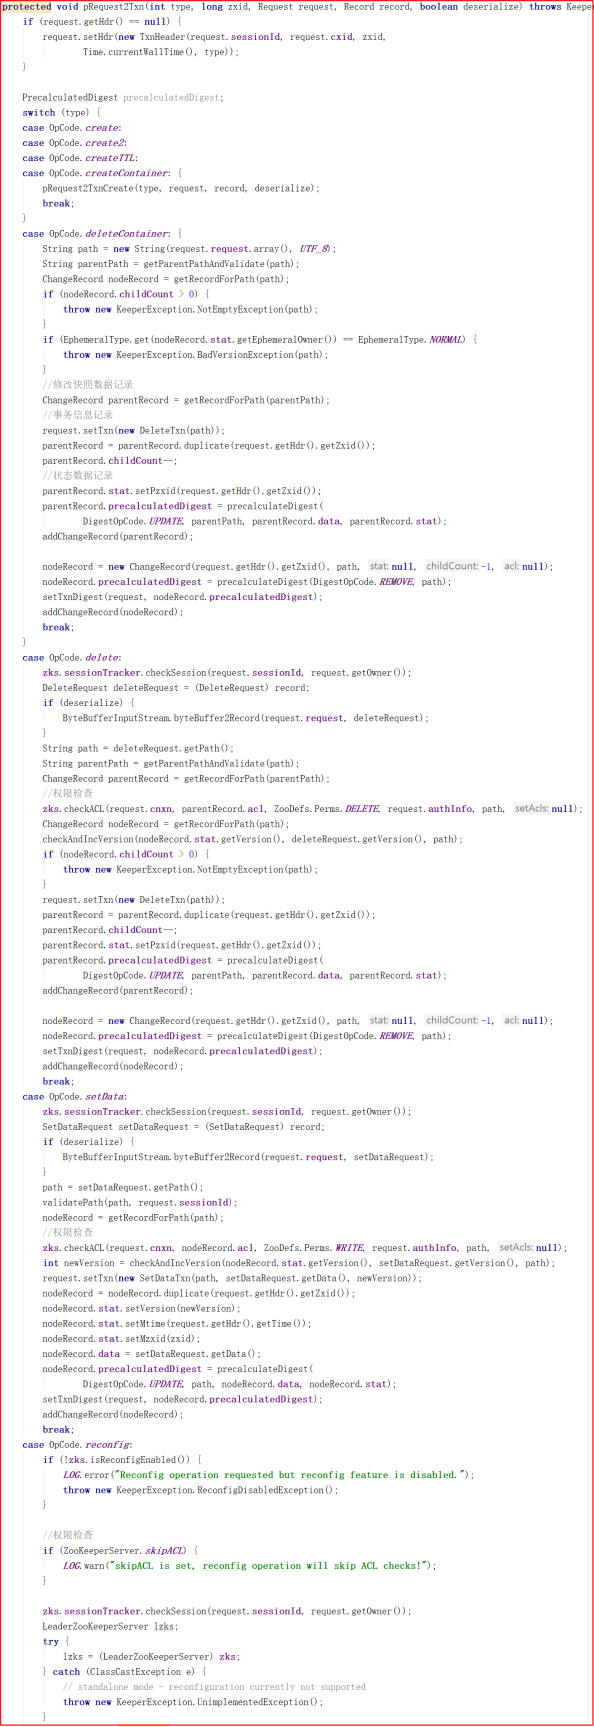 protected void pRequest2Txn(int type, long zxid, Request request, Record record, boolean deserialize) throws Keeper
if (request.getHdr() == null) {
request.setHdr(new TxnHeader(request.sessionId, request.cxid, zxid,
Time.currentWallTime(), type));
}
PrecalculatedDigest precalculatedDigest;
switch (type) {
case OpCode.create:
case OpCode.create2:
case OpCode.createTTL:
case OpCode.createContainer: {
pRequest2TxnCreate(type, request, record, deserialize);
break;
}
case OpCode.deleteContainer: {
String path = new String(request.request.array(), UTF_8);
String parentPath = getParentPathAndValidate(path);
ChangeRecord nodeRecord = getRecordForPath(path);
if (nodeRecord.childCount > 0) {
throw new KeeperException.NotEmptyException(path);
}
if (EphemeralType.get(nodeRecord.stat.getEphemeralOwner()) == EphemeralType.NORMAL) {
throw new KeeperException.BadVersionException(path);
}
//修改快照数据记录
ChangeRecord parentRecord = getRecordForPath(parentPath);
//事务信息记录
request.setTxn(new DeleteTxn(path));
parentRecord = parentRecord.duplicate(request.getHdr().getZxid());
parentRecord.childCount--;
//状态数据记录
parentRecord.stat.setPzxid(request.getHdr().getZxid());
parentRecord.precalculatedDigest = precalculateDigest(
DigestOpCode.UPDATE, parentPath, parentRecord.data, parentRecord.stat);
addChangeRecord(parentRecord);
nodeRecord = new ChangeRecord(request.getHdr().getZxid(), path, stat: null, childCount: -1, acl: null);
nodeRecord.precalculatedDigest = precalculateDigest(DigestOpCode.REMOVE, path);
setTxnDigest(request, nodeRecord.precalculatedDigest);
addChangeRecord(nodeRecord);
break;
}
case OpCode.delete:
zks.sessionTracker.checkSession(request.sessionId, request.getOwner());
DeleteRequest deleteRequest = (DeleteRequest) record;
if (deserialize) {
ByteBufferInputStream.byteBuffer2Record(request.request, deleteRequest);
}
String path = deleteRequest.getPath();
String parentPath = getParentPathAndValidate(path);
ChangeRecord parentRecord = getRecordForPath(parentPath);
//权限检查
zks.checkACL(request.cnxn, parentRecord.acl, ZooDefs.Perms.DELETE, request.authInfo, path, setAcls: null);
ChangeRecord nodeRecord = getRecordForPath(path);
checkAndIncVersion(nodeRecord.stat.getVersion(), deleteRequest.getVersion(), path);
if (nodeRecord.childCount > 0) {
throw new KeeperException.NotEmptyException(path);
}
request.setTxn(new DeleteTxn(path));
parentRecord = parentRecord.duplicate(request.getHdr().getZxid());
parentRecord.childCount--;
parentRecord.stat.setPzxid(request.getHdr().getZxid());
parentRecord.precalculatedDigest = precalculateDigest(
DigestOpCode.UPDATE, parentPath, parentRecord.data, parentRecord.stat);
addChangeRecord(parentRecord);
nodeRecord = new ChangeRecord(request.getHdr().getZxid(), path, stat: null, childCount: -1, acl: null);
nodeRecord.precalculatedDigest = precalculateDigest(DigestOpCode.REMOVE, path);
setTxnDigest(request, nodeRecord.precalculatedDigest);
addChangeRecord(nodeRecord);
break;
case OpCode.setData:
zks.sessionTracker.checkSession(request.sessionId, request.getOwner());
SetDataRequest setDataRequest = (SetDataRequest) record;
if (deserialize) {
ByteBufferInputStream.byteBuffer2Record(request.request, setDataRequest);
}
path = setDataRequest.getPath();
validatePath(path, request.sessionId);
nodeRecord = getRecordForPath(path);
//权限检查
zks.checkACL(request.cnxn, nodeRecord.acl, ZooDefs.Perms.WRITE, request.authInfo, path, setAcls: null);
int newVersion = checkAndIncVersion(nodeRecord.stat.getVersion(), setDataRequest.getVersion(), path);
request.setTxn(new SetDataTxn(path, setDataRequest.getData(), newVersion));
nodeRecord = nodeRecord.duplicate(request.getHdr().getZxid());
nodeRecord.stat.setVersion(newVersion);
nodeRecord.stat.setMtime(request.getHdr().getTime());
nodeRecord.stat.setMzxid(zxid);
nodeRecord.data = setDataRequest.getData();
nodeRecord.precalculatedDigest = precalculateDigest(
DigestOpCode.UPDATE, path, nodeRecord.data, nodeRecord.stat);
setTxnDigest(request, nodeRecord.precalculatedDigest);
addChangeRecord(nodeRecord);
break;
case OpCode.reconfig:
if (!zks.isReconfigEnabled()) {
LOG.error("Reconfig operation requested but reconfig feature is disabled.");
throw new KeeperException.ReconfigDisabledException();
}
//权限检查
if (ZooKeeperServer.skipACL) {
LOG.warn("skipACL is set, reconfig operation will skip ACL checks!");
}
zks.sessionTracker.checkSession(request.sessionId, request.getOwner());
LeaderZooKeeperServer lzks;
try {
lzks = (LeaderZooKeeperServer) zks;
} catch (ClassCastException e) {
// standalone mode - reconfiguration currently not supported
throw new KeeperException.UnimplementedException();
}